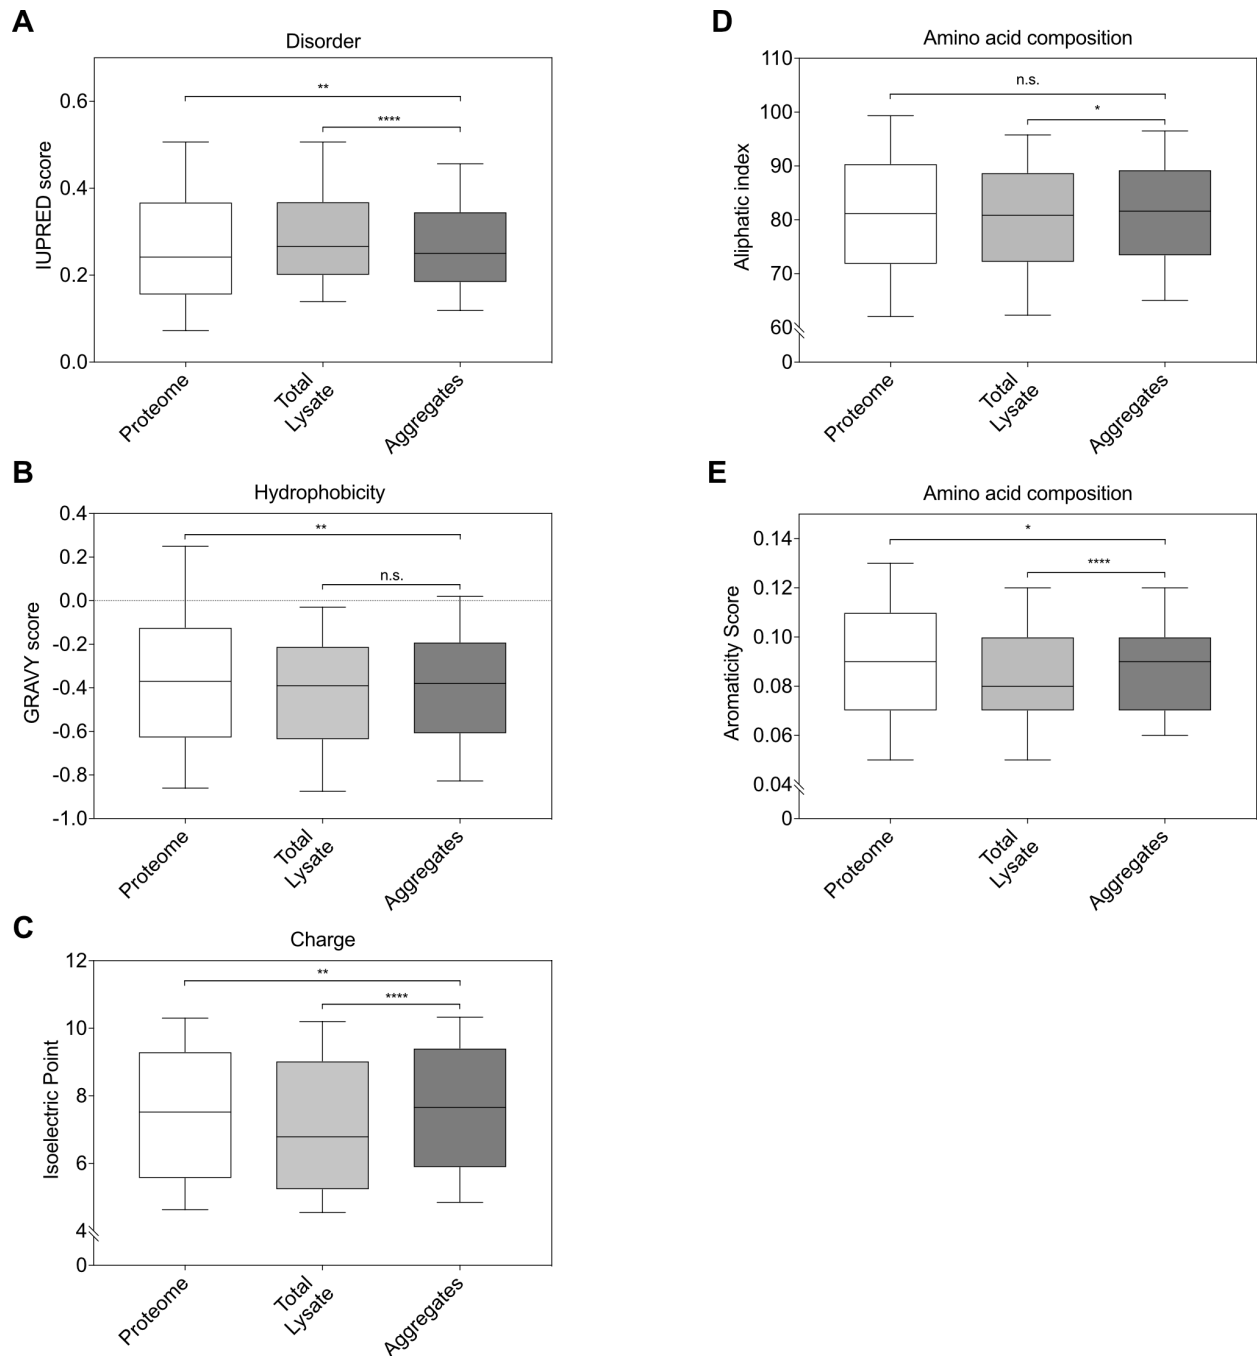 A
Disorder
**
****
0.6
0.4
0.2
0.0
IUPRED score
Proteome
Total
Lysate
Aggregates
B
Hydrophobicity
**
n.s.
0.4
0.2
0.0
-0.2
-0.4
-0.6
-0.8
-1.0
GRAVY score
Proteome
Total
Lysate
Aggregates
C
Charge
**
****
12
10
8
6
4
0
Isoelectric Point
Proteome
Total
Lysate
Aggregates
D
Amino acid composition
n.s.
*
110
100
90
80
70
60
0
Aliphatic index
Proteome
Total
Lysate
Aggregates
E
Amino acid composition
*
****
0.14
0.12
0.10
0.08
0.06
0.04
0
Aromaticity Score
Proteome
Total
Lysate
Aggregates